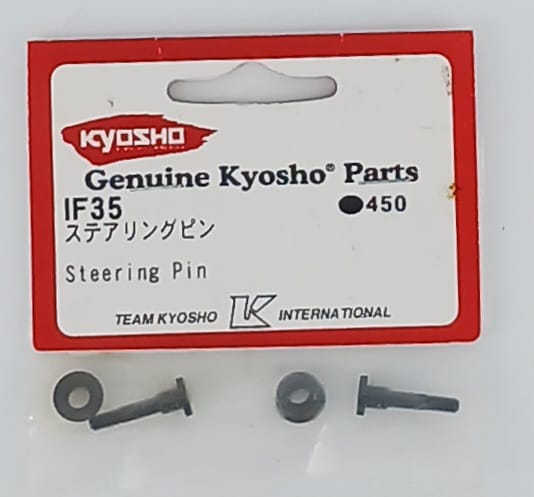 KYOSHO
Genuine Kyosho® Parts
IF35
●450
ステアリングピン
Steering Pin
TEAM KYOSHO K INTERNATIONAL